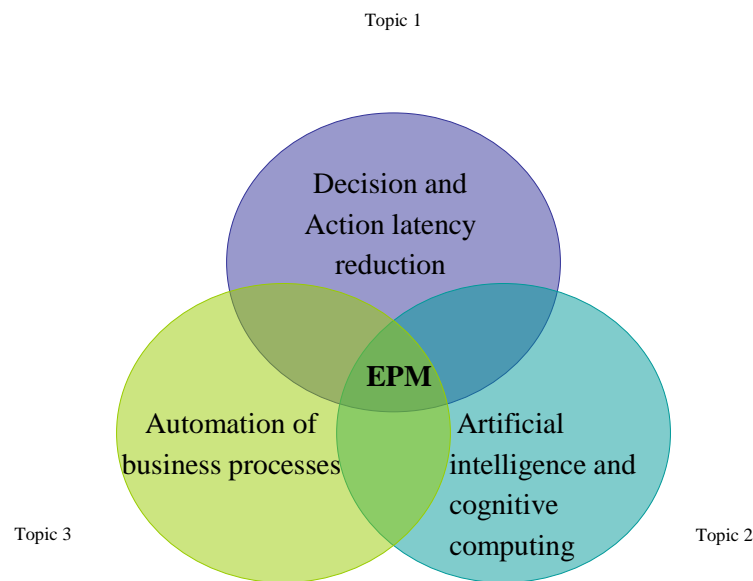 Topic 1
Decision and
Action latency
reduction
EPM
Automation of
business processes
Artificial
intelligence and
cognitive
computing
Topic 3
Topic 2